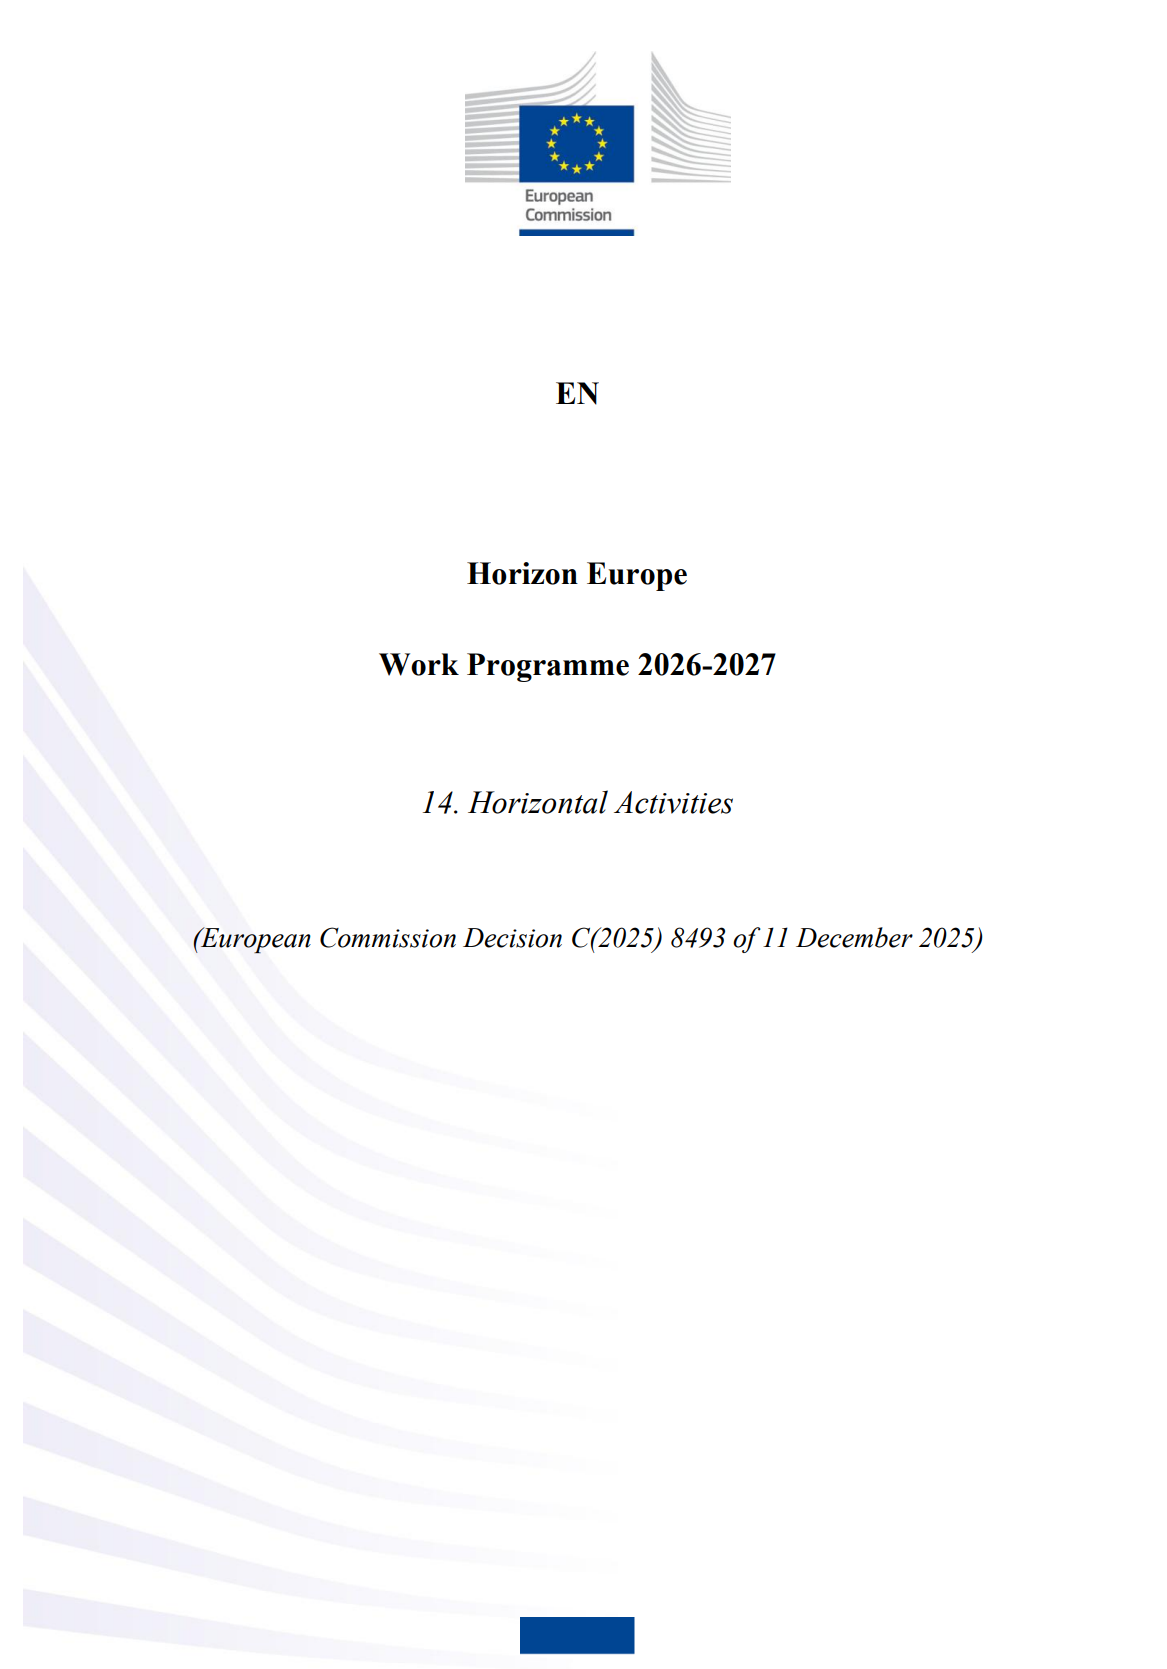 European
Commission
EN
Horizon Europe
Work Programme 2026-2027
14. Horizontal Activities
(European Commission Decision C(2025) 8493 of 11 December 2025)